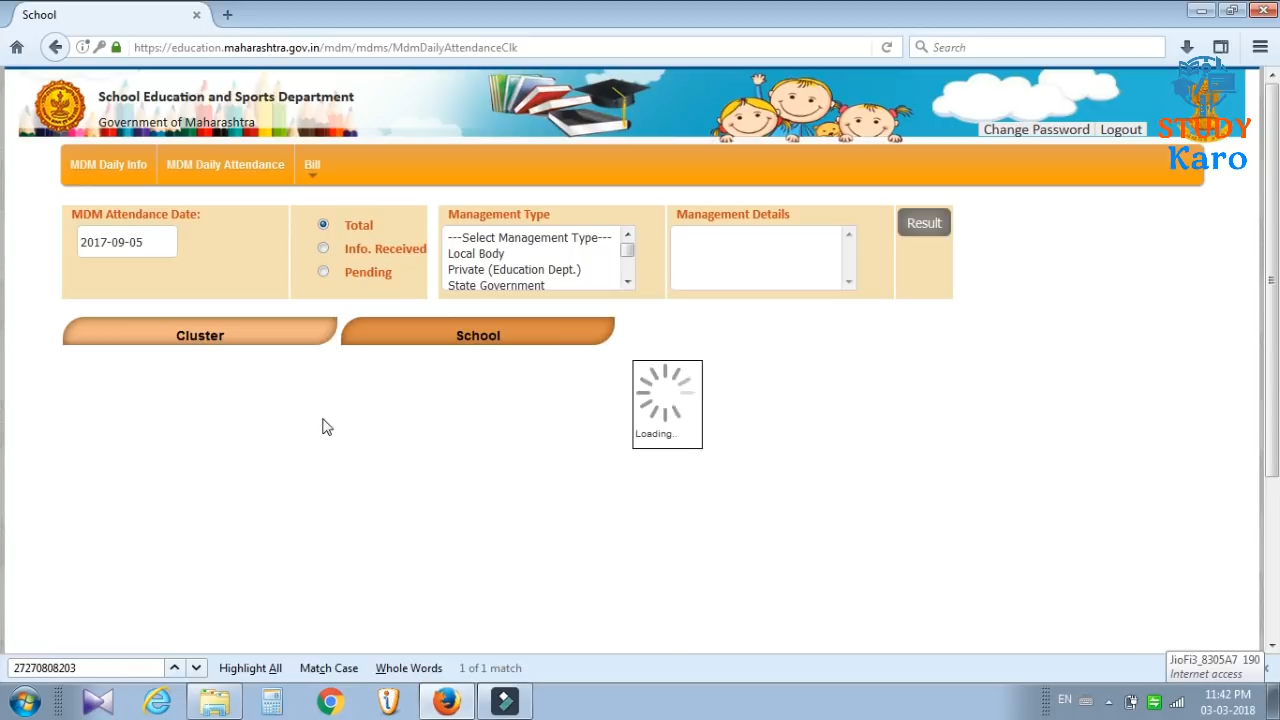 School
https://education.maharashtra.gov.in/mdm/mdms/MdmDailyAttendanceClk
Search
School Education and Sports Department
Government of Maharashtra
Change Password
Logout
STUDY
Karo
MDM Daily Info
MDM Daily Attendance
Bill
MDM Attendance Date:
2017-09-05
Total
Info. Received
Pending
Management Type
---Select Management Type---
Local Body
Private (Education Dept.)
State Government
Management Details
Result
Cluster
School
Loading..
27270808203
Highlight All
Match Case
Whole Words
1 of 1 match
JioFi3_8305A7 190
Internet access
EN
11:42 PM
03-03-2018